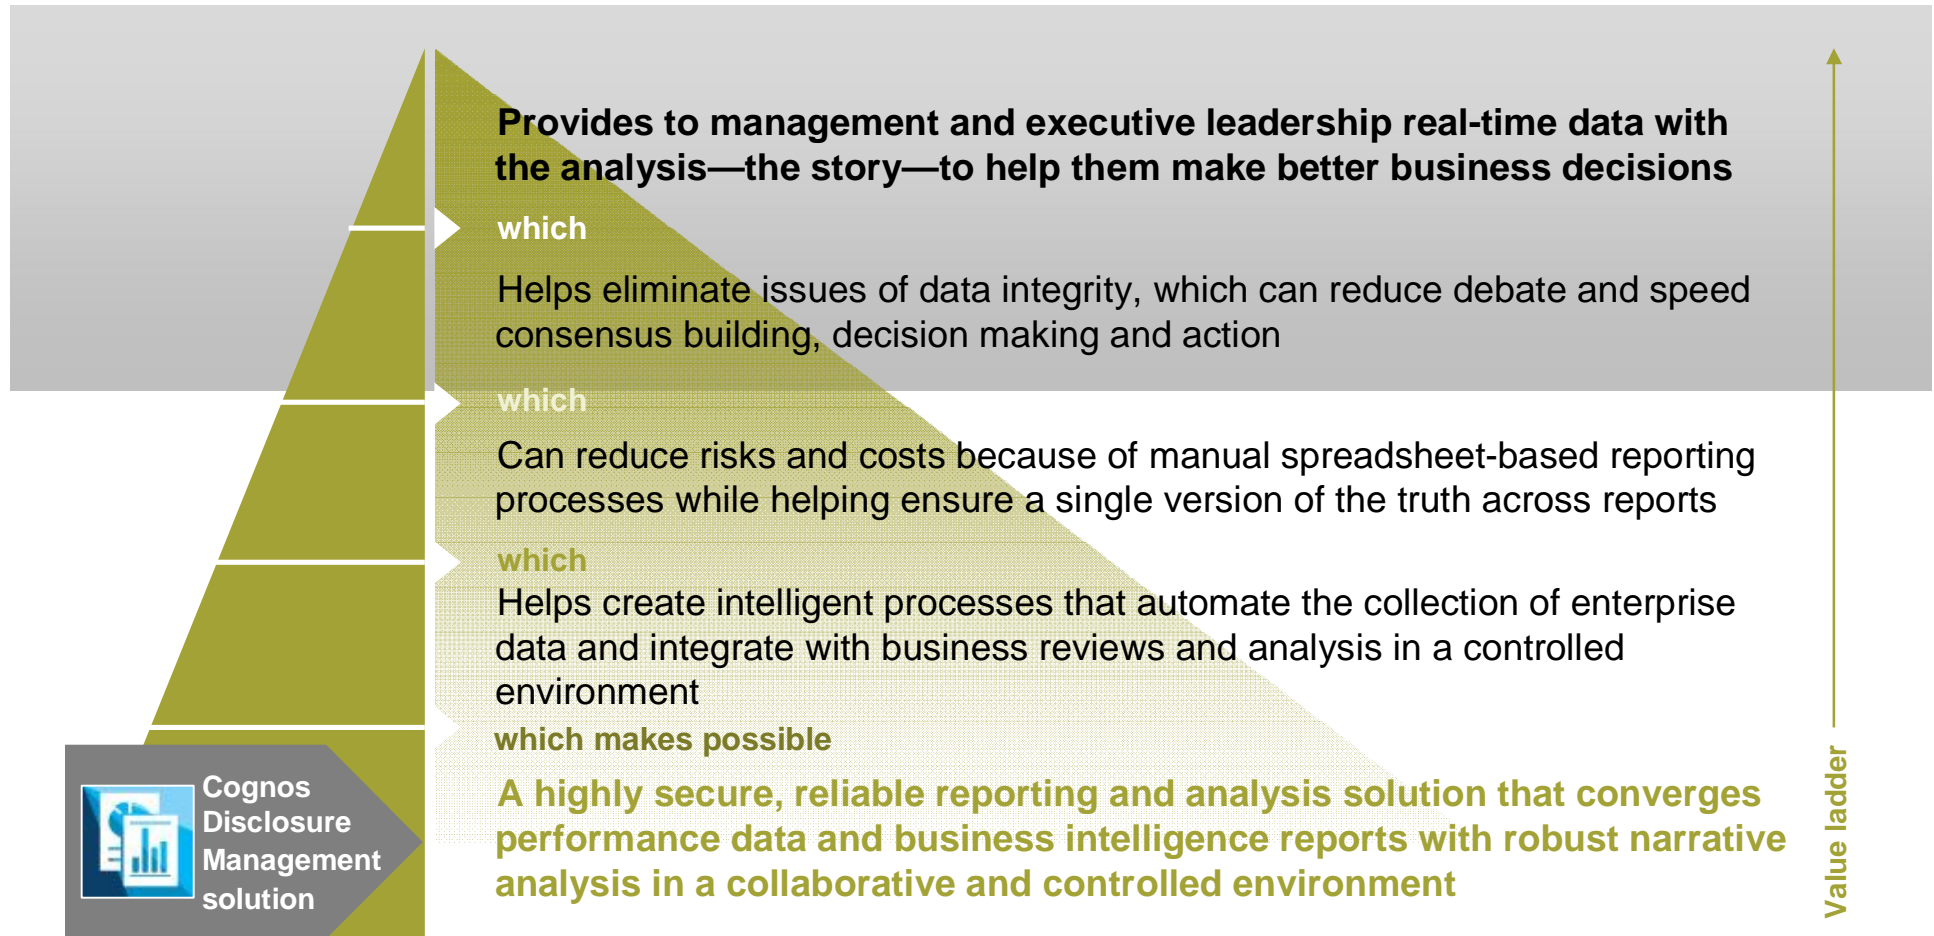 Provides to management and executive leadership real-time data with
the analysis—the story—to help them make better business decisions
which
Helps eliminate issues of data integrity, which can reduce debate and speed
consensus building, decision making and action
which
Can reduce risks and costs because of manual spreadsheet-based reporting
processes while helping ensure a single version of the truth across reports
which
Helps create intelligent processes that automate the collection of enterprise
data and integrate with business reviews and analysis in a controlled
environment
which makes possible
A highly secure, reliable reporting and analysis solution that converges
performance data and business intelligence reports with robust narrative
analysis in a collaborative and controlled environment
Cognos
Disclosure
Management
solution
Value ladder